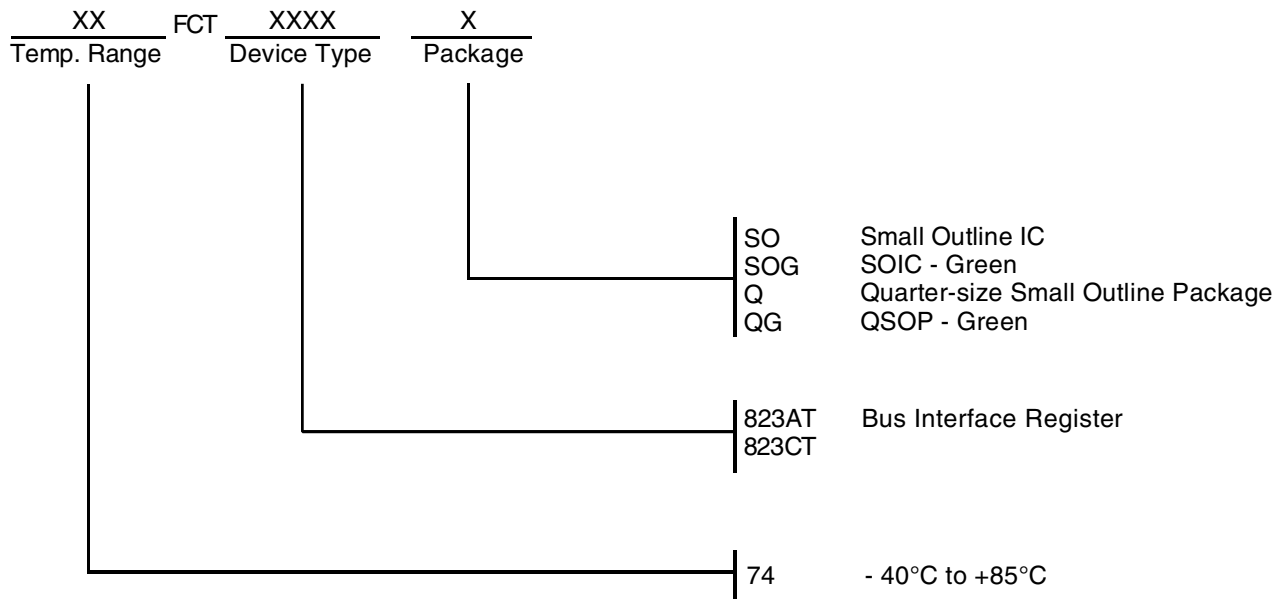 XX FCT XXXX X
Temp. Range Device Type Package
SO Small Outline IC
SOG SOIC - Green
Q Quarter-size Small Outline Package
QG QSOP - Green
823AT Bus Interface Register
823CT
74 - 40°C to +85°C